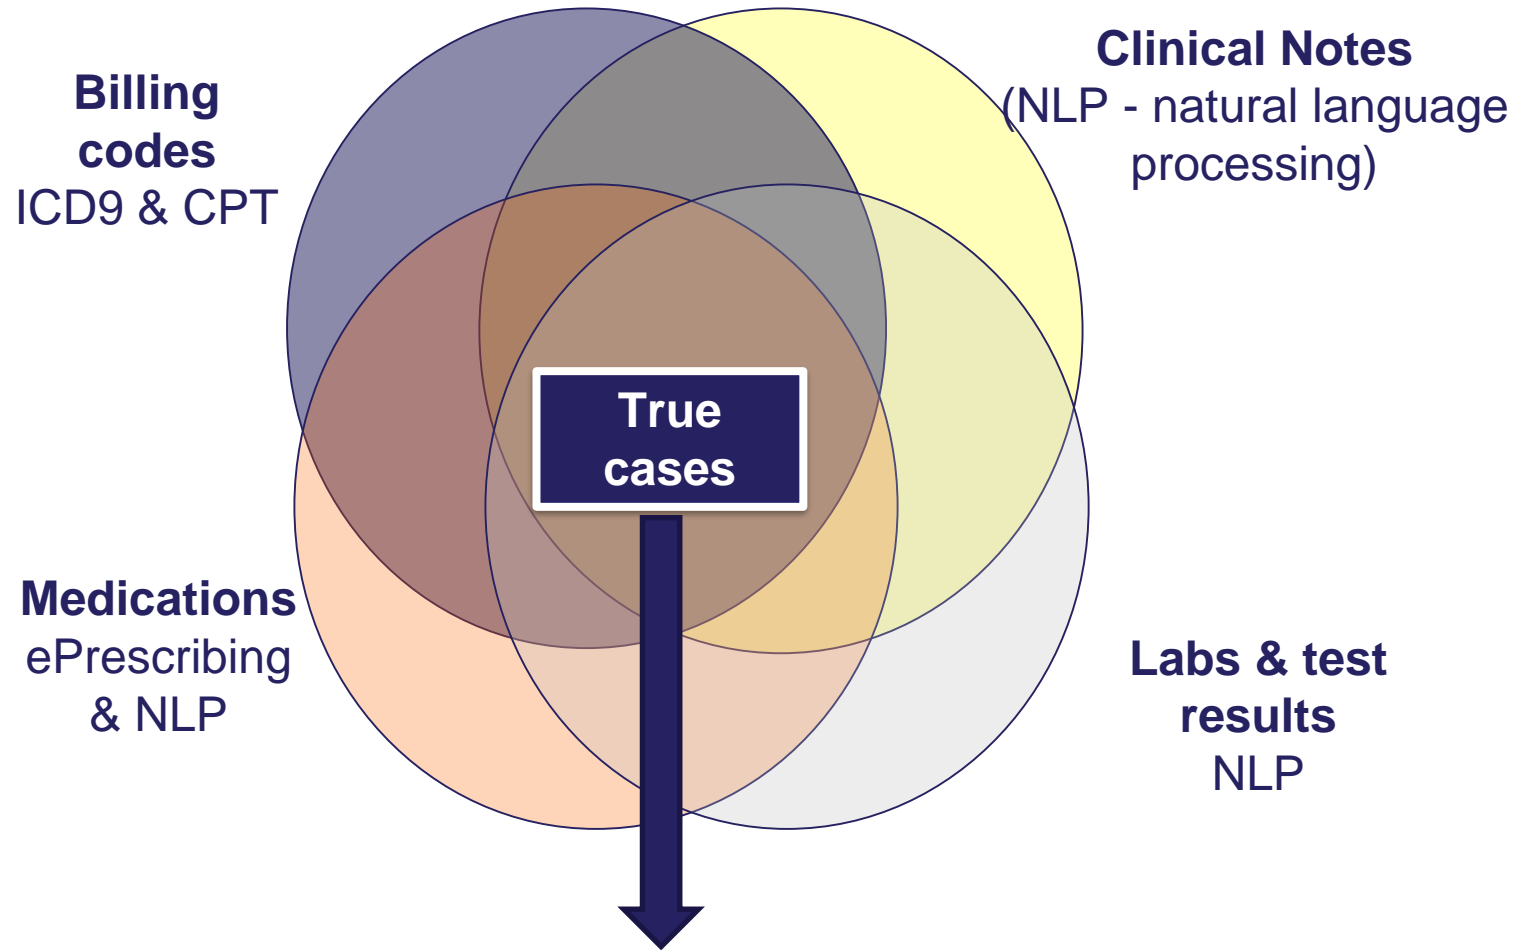 Billing
codes
ICD9 & CPT
Clinical Notes
(NLP - natural language
processing)
True
cases
Medications
ePrescribing
& NLP
Labs & test
results
NLP